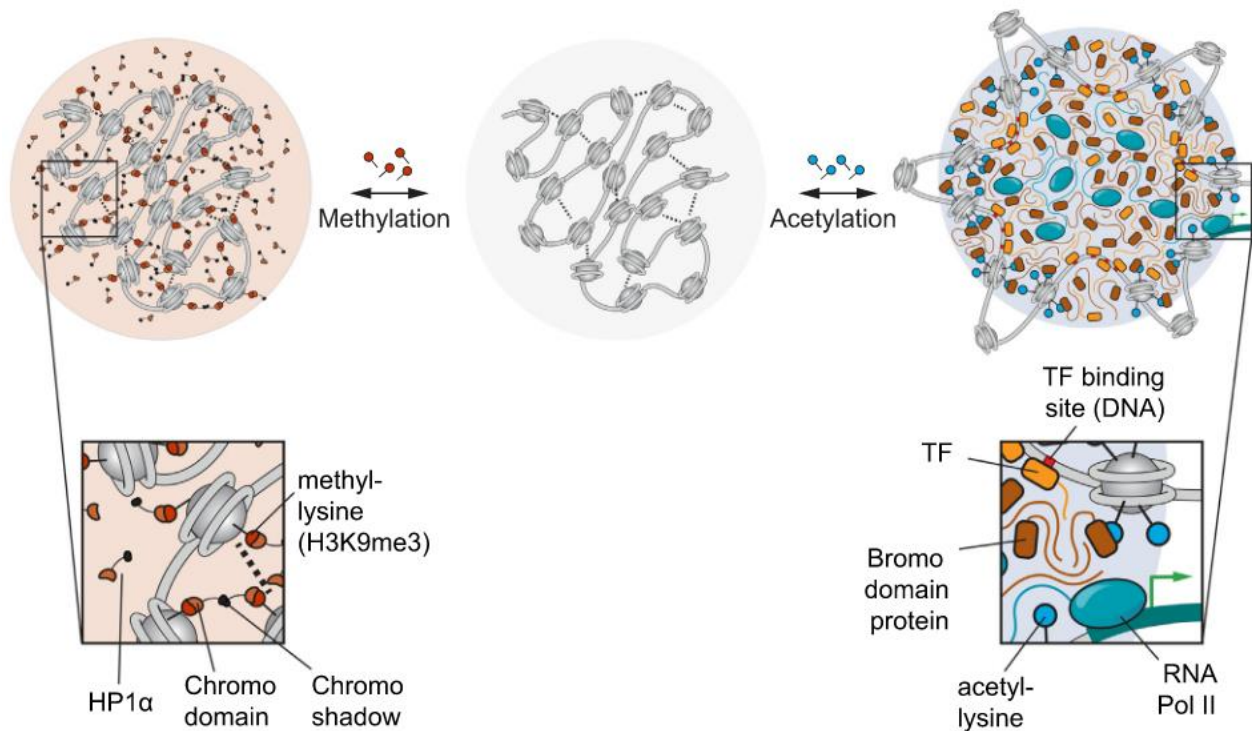 Methylation
Acetylation
methyl-
lysine
(H3K9me3)
HP1α
Chromo
domain
Chromo
shadow
TF binding
site (DNA)
TF
Bromo
domain
protein
acetyl-
lysine
RNA
Pol II